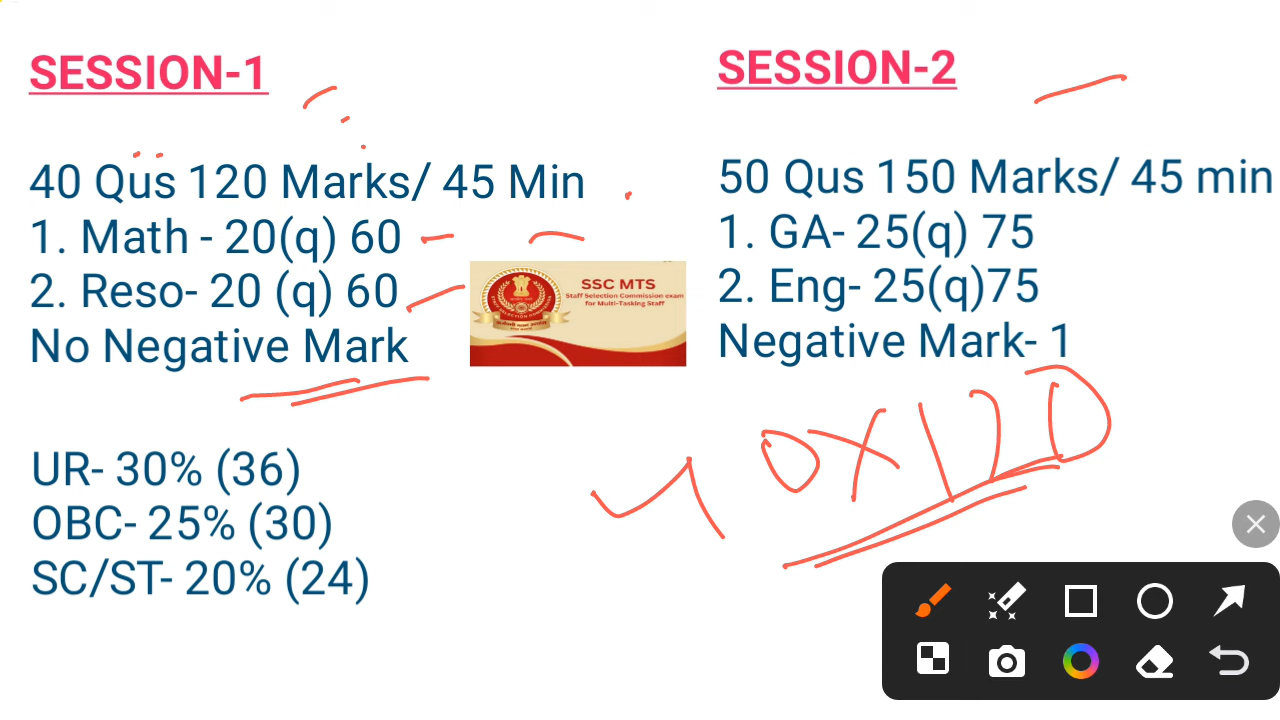 SESSION-1
40 Qus 120 Marks/ 45 Min
1. Math - 20(q) 60
2. Reso- 20 (q) 60
No Negative Mark
UR- 30% (36)
OBC- 25% (30)
SC/ST- 20% (24)
SSC MTS
Staff Selection Commission exam
for Multi-Tasking Staff
SESSION-2
50 Qus 150 Marks/ 45 min
1. GA- 25(q) 75
2. Eng- 25(q)75
Negative Mark- 1
40X120